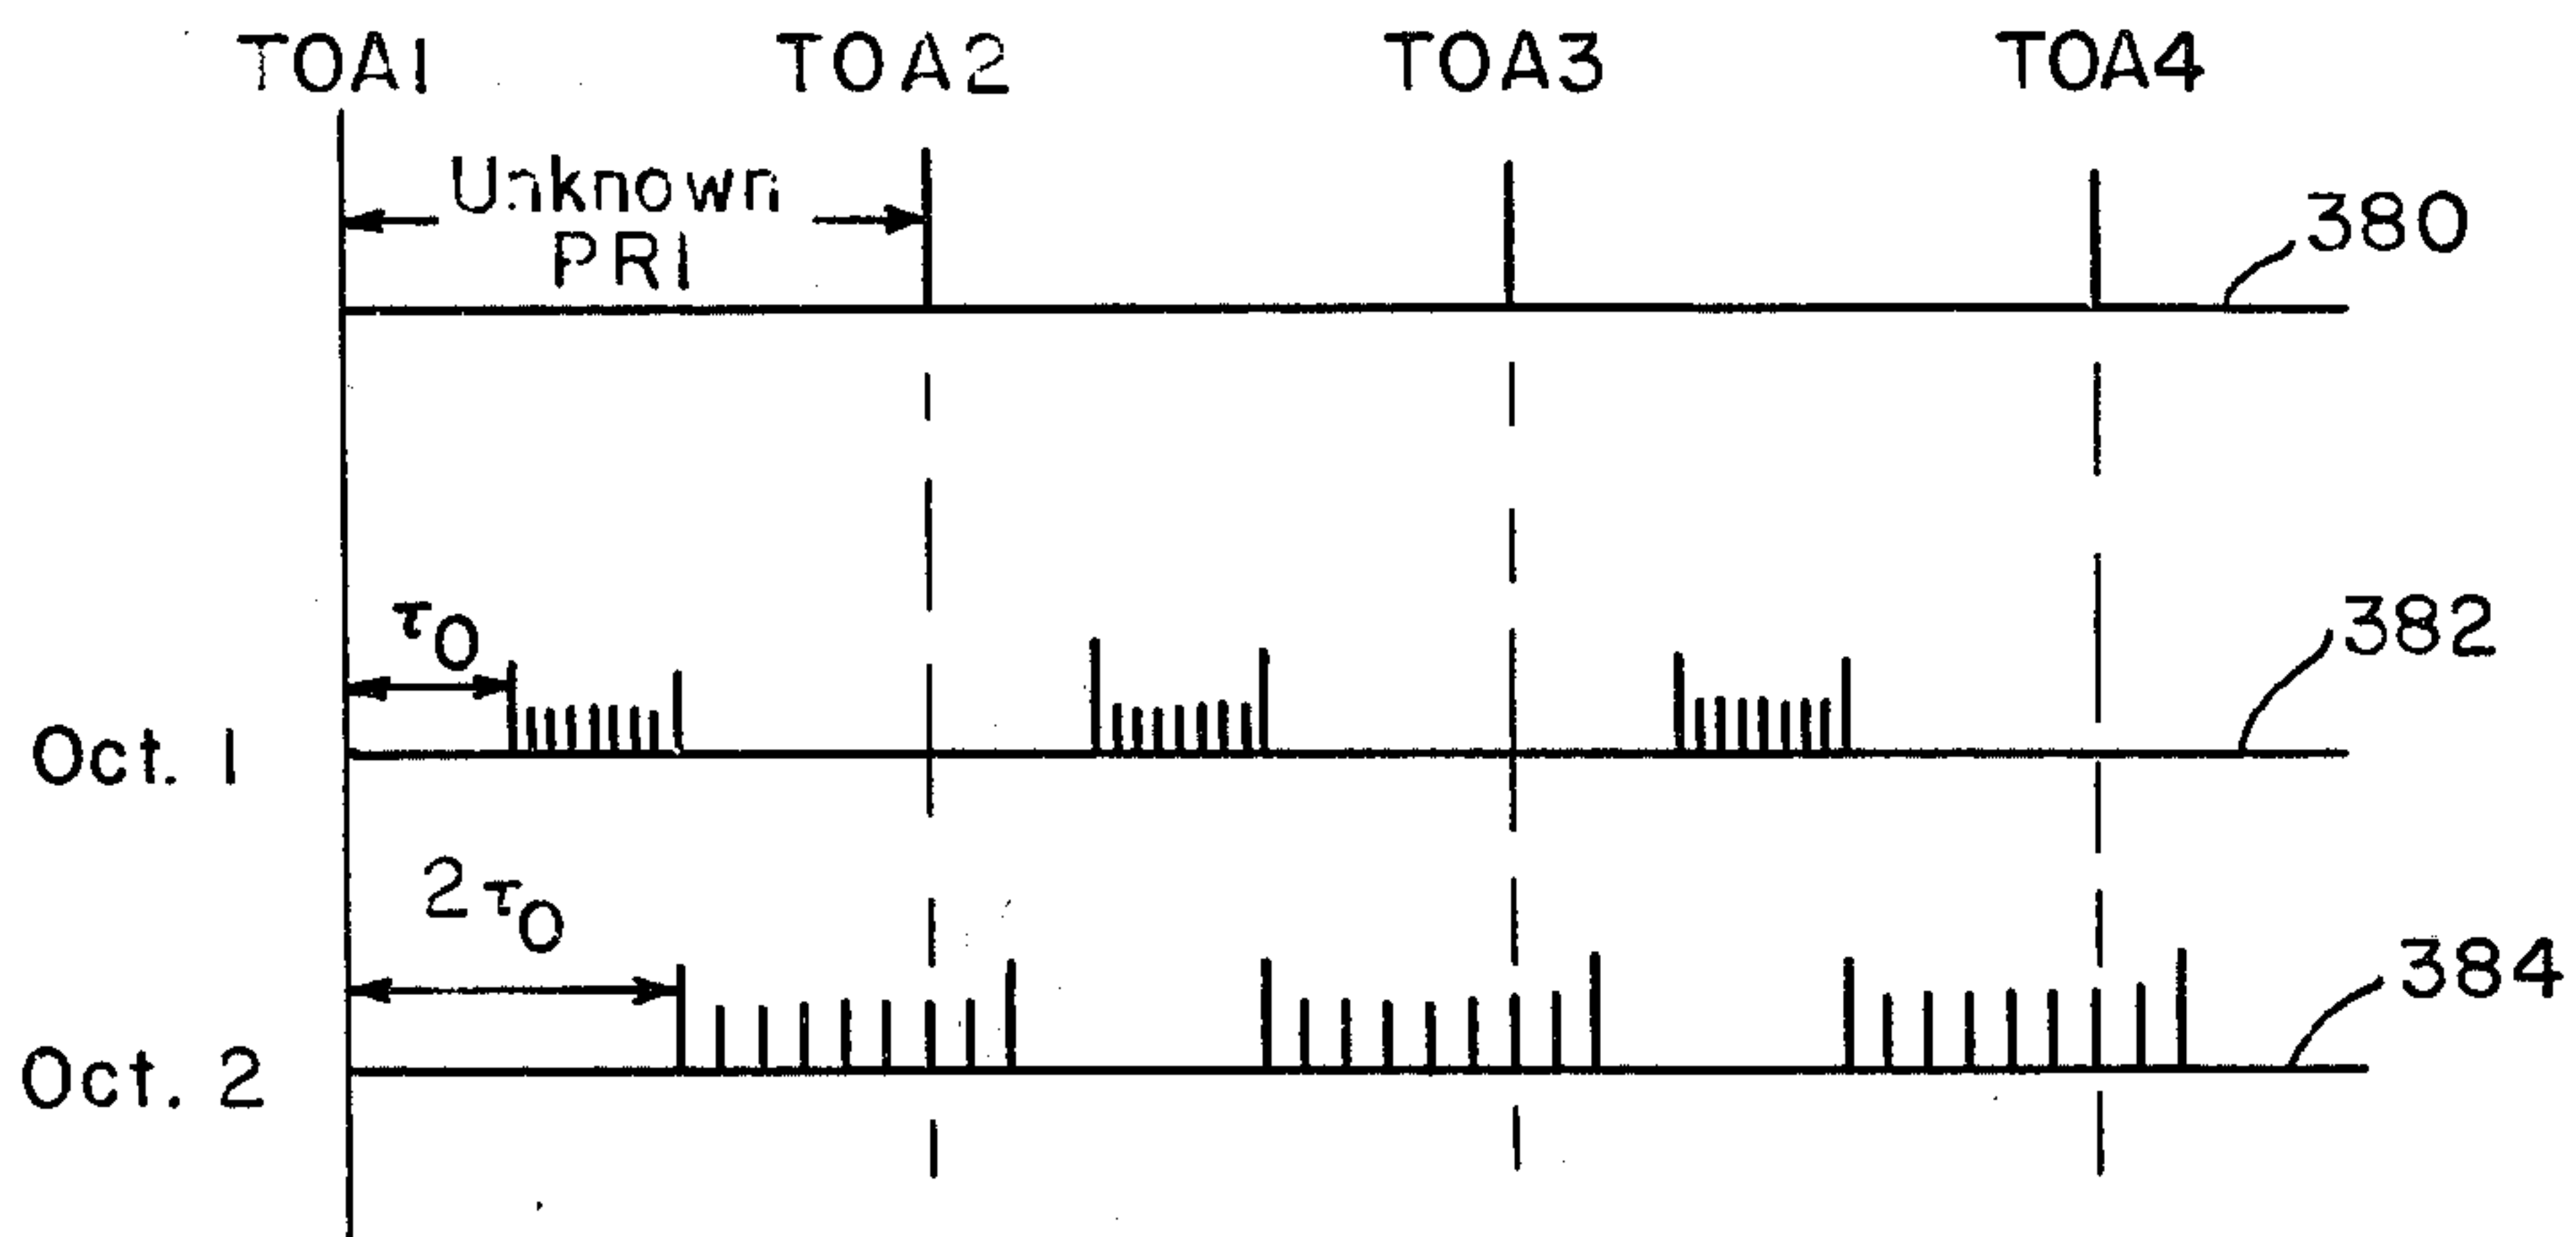 TOA1 TOA2 TOA3 TOA4
Unknown
PRI
380
τ0
382
Oct. 1
2τ0
384
Oct. 2